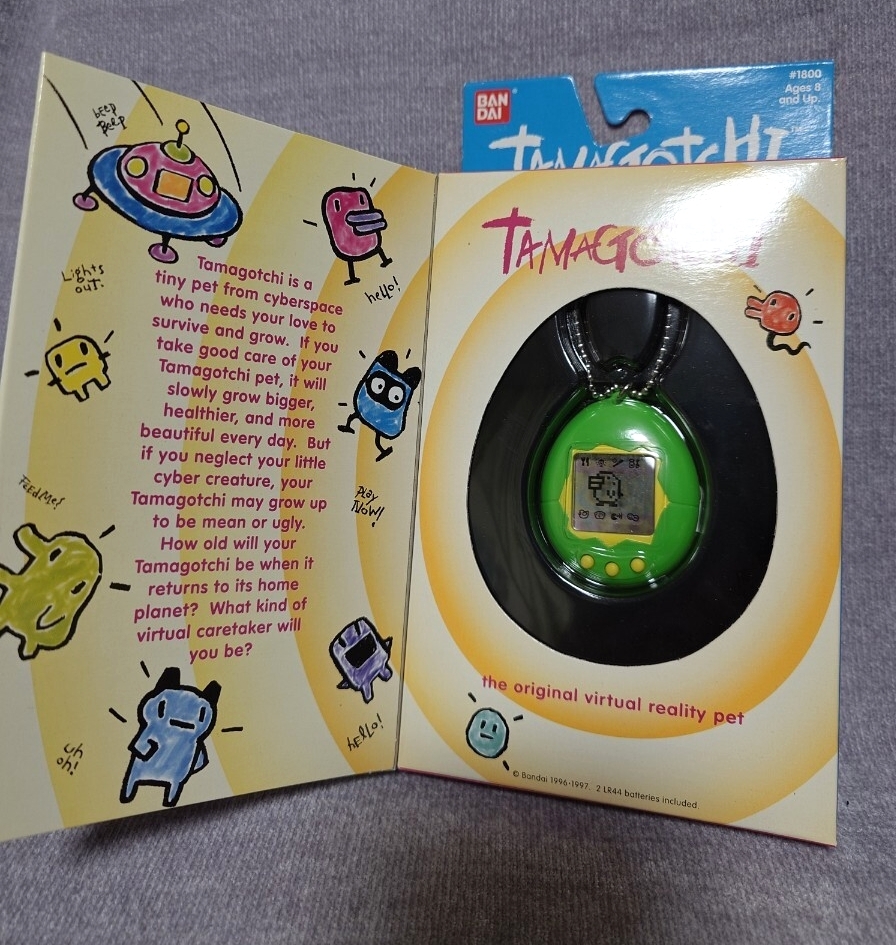 beep
Beep
Lights
out.
FEED ME!
uh
oh!
hello!
Play
Now!
hELLO!
Tamagotchi is a
tiny pet from cyberspace
who needs your love to
survive and grow. If you
take good care of your
Tamagotchi pet, it will
slowly grow bigger,
healthier, and more
beautiful every day. But
if you neglect your little
cyber creature, your
Tamagotchi may grow up
to be mean or ugly.
How old will your
Tamagotchi be when it
returns to its home
planet? What kind of
virtual caretaker will
you be?
BAN
DAI
#1800
Ages 8
and Up.
TAMAGOTCHI
TAMAGOTCHI
the original virtual reality pet
© Bandai 1996-1997. 2 LR44 batteries included.